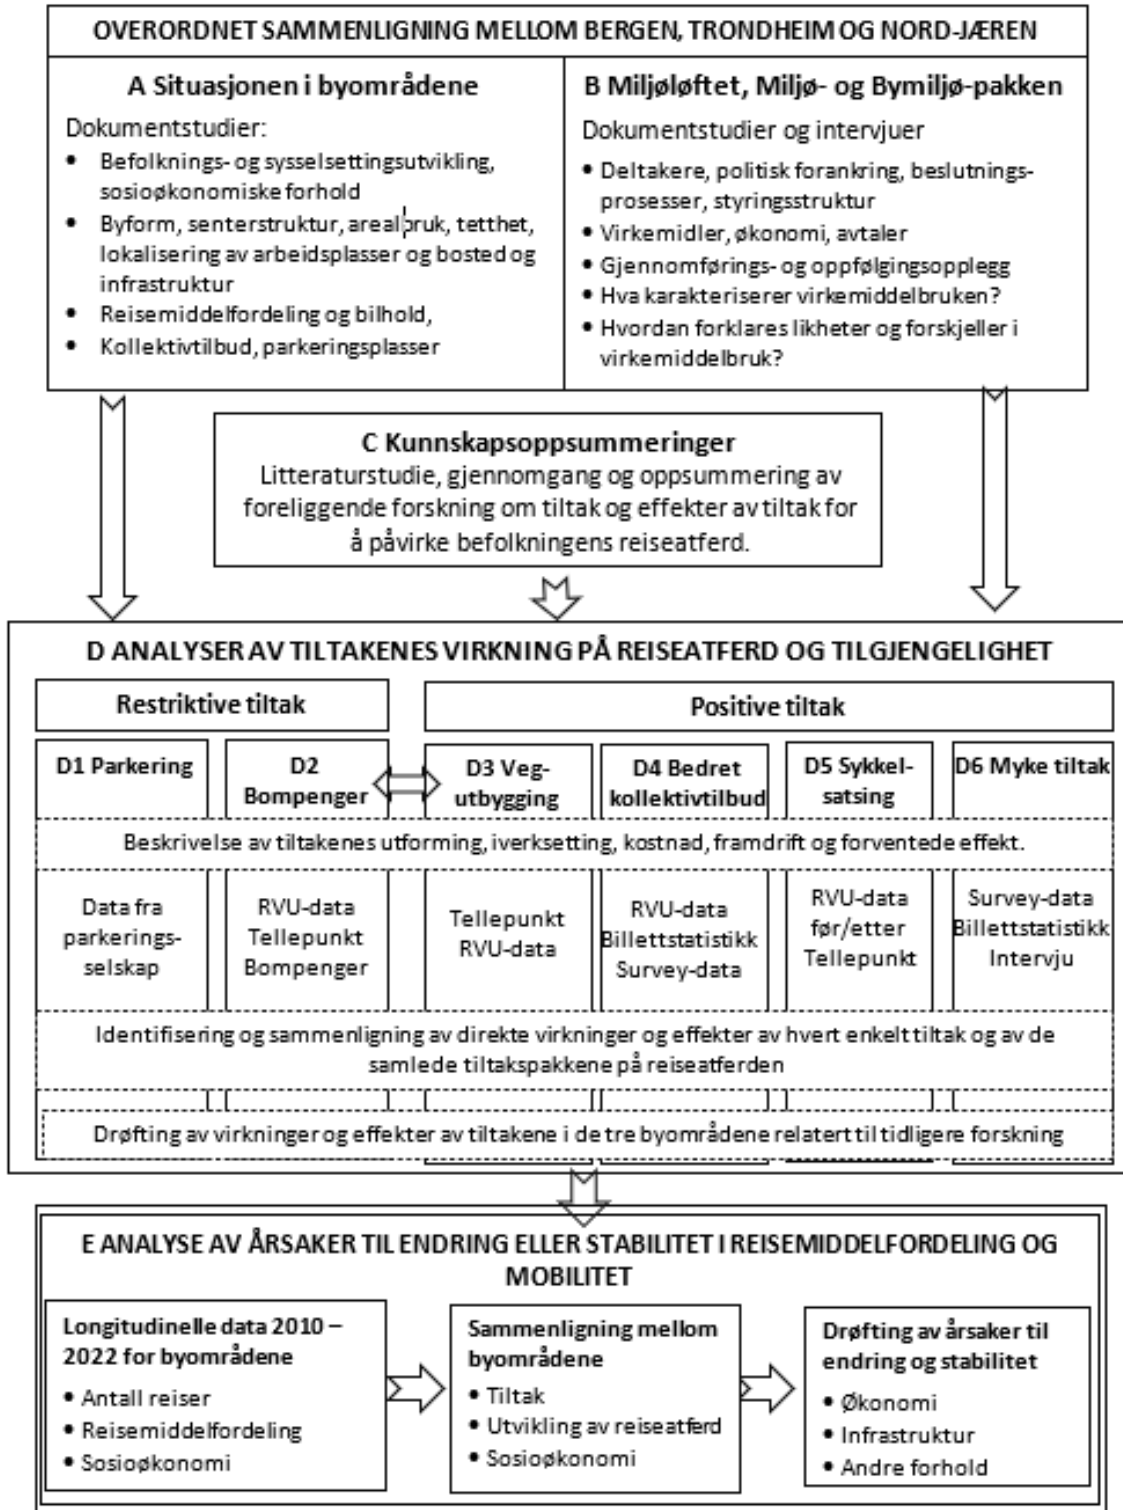 OVERORDNET SAMMENLIGNING MELLOM BERGEN, TRONDHEIM OG NORD-JÆREN
A Situasjonen i byområdene
Dokumentstudier:
• Befolknings- og sysselsettingsutvikling,
sosioøkonomiske forhold
• Byform, senterstruktur, arealbruk, tetthet,
lokalisering av arbeidsplasser og bosted og
infrastruktur
• Reisemiddelfordeling og bilhold,
• Kollektivtilbud, parkeringsplasser
B Miljøløftet, Miljø- og Bymiljø-pakken
Dokumentstudier og intervjuer
• Deltakere, politisk forankring, beslutnings-
prosesser, styringsstruktur
• Virkemidler, økonomi, avtaler
• Gjennomførings- og oppfølgingsopplegg
• Hva karakteriserer virkemiddelbruken?
• Hvordan forklares likheter og forskjeller i
virkemiddelbruk?
C Kunnskapsoppsummeringer
Litteraturstudie, gjennomgang og oppsummering av
foreliggende forskning om tiltak og effekter av tiltak for
å påvirke befolkningens reiseatferd.
D ANALYSER AV TILTAKENES VIRKNING PÅ REISEATFERD OG TILGJENGELIGHET
Restriktive tiltak
Positive tiltak
D1 Parkering
D2
Bompenger
D3 Veg-
utbygging
D4 Bedret
kollektivtilbud
D5 Sykkel-
satsing
D6 Myke tiltak
Beskrivelse av tiltakenes utforming, iverksetting, kostnad, framdrift og forventede effekt.
Data fra
parkerings-
selskap
RVU-data
Tellepunkt
Bompenger
Tellepunkt
RVU-data
RVU-data
Billettstatistikk
Survey-data
RVU-data
før/etter
Tellepunkt
Survey-data
Billettstatistikk
Intervju
Identifisering og sammenligning av direkte virkninger og effekter av hvert enkelt tiltak og av de
samlede tiltakspakkene på reiseatferden
Drøfting av virkninger og effekter av tiltakene i de tre byområdene relatert til tidligere forskning
E ANALYSE AV ÅRSAKER TIL ENDRING ELLER STABILITET I REISEMIDDELFORDELING OG
MOBILITET
Longitudinelle data 2010 –
2022 for byområdene
• Antall reiser
• Reisemiddelfordeling
• Sosioøkonomi
Sammenligning mellom
byområdene
• Tiltak
• Utvikling av reiseatferd
• Sosioøkonomi
Drøfting av årsaker til
endring og stabilitet
• Økonomi
• Infrastruktur
• Andre forhold